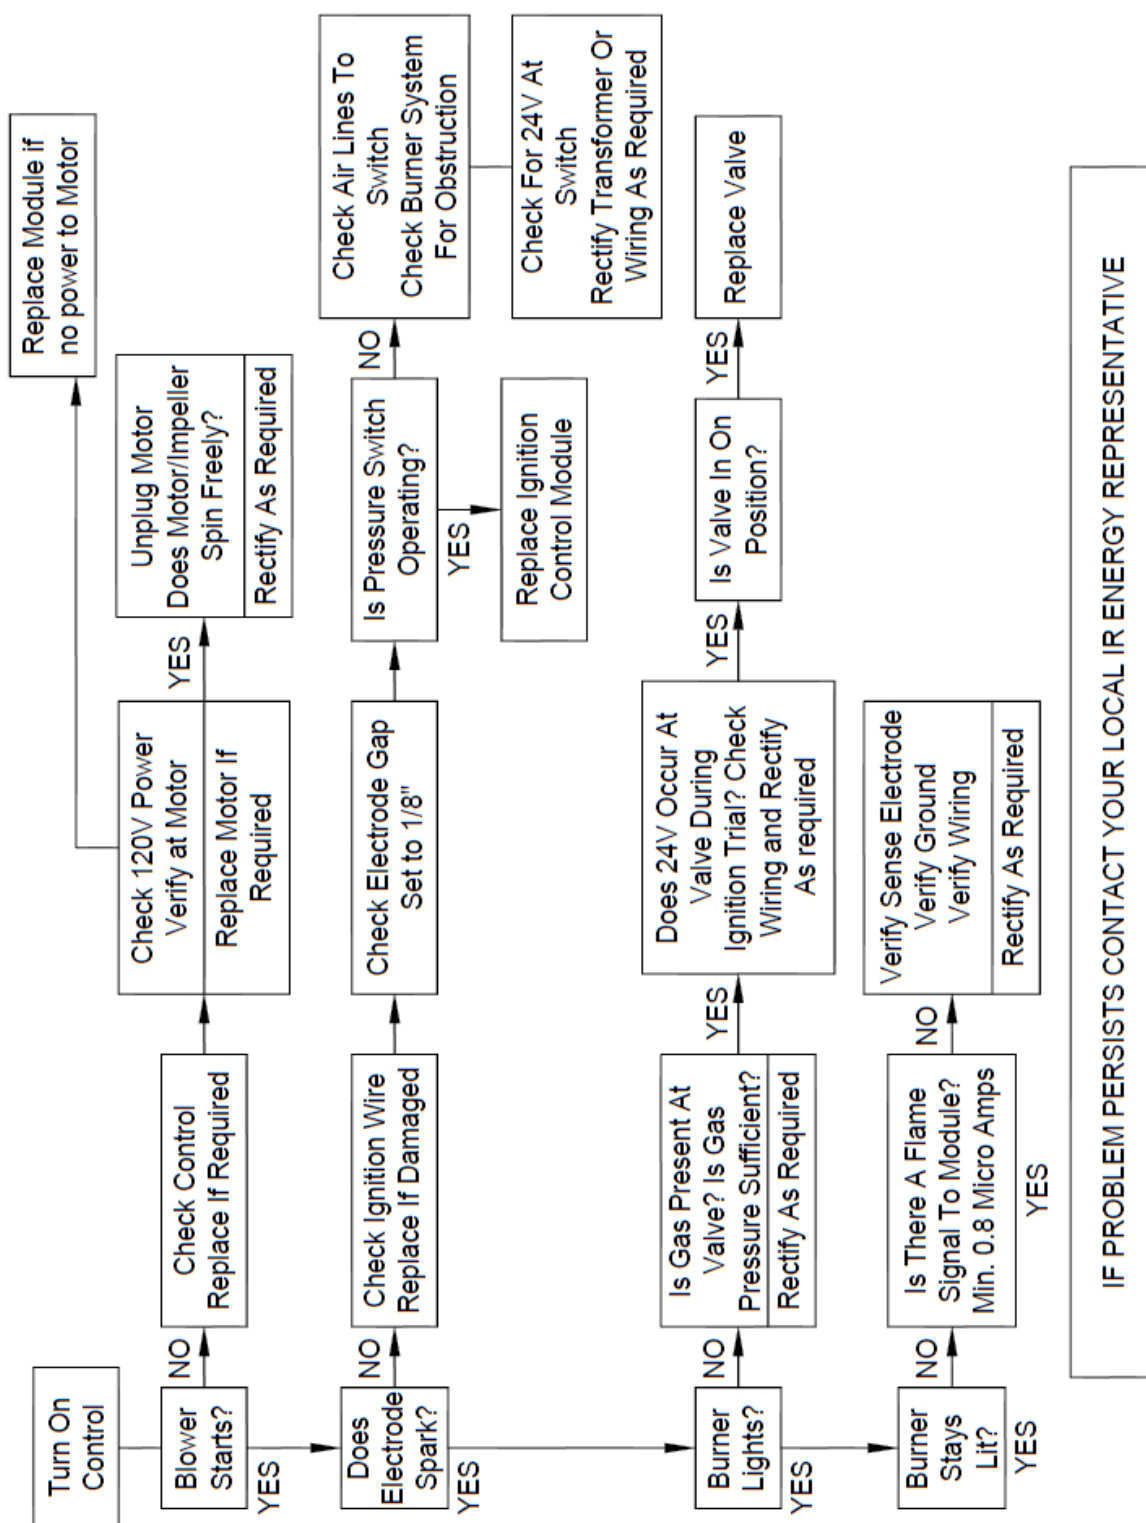 Turn On
Control
Blower
Starts?
NO
YES
Check Control
Replace If Required
Check 120V Power
Verify at Motor
Replace Motor If
Required
YES
Unplug Motor
Does Motor/Impeller
Spin Freely?
Rectify As Required
Replace Module if
no power to Motor
Does
Electrode
Spark?
NO
YES
Check Ignition Wire
Replace If Damaged
Check Electrode Gap
Set to 1/8"
Is Pressure Switch
Operating?
NO
YES
Check Air Lines To
Switch
Check Burner System
For Obstruction
Check For 24V At
Switch
Rectify Transformer Or
Wiring As Required
Replace Ignition
Control Module
Burner
Lights?
NO
YES
Is Gas Present At
Valve? Is Gas
Pressure Sufficient?
Rectify As Required
YES
Does 24V Occur At
Valve During
Ignition Trial? Check
Wiring and Rectify
As required
YES
Is Valve In On
Position?
YES
Replace Valve
Burner
Stays
Lit?
NO
YES
Is There A Flame
Signal To Module?
Min. 0.8 Micro Amps
NO
YES
Verify Sense Electrode
Verify Ground
Verify Wiring
Rectify As Required
IF PROBLEM PERSISTS CONTACT YOUR LOCAL IR ENERGY REPRESENTATIVE